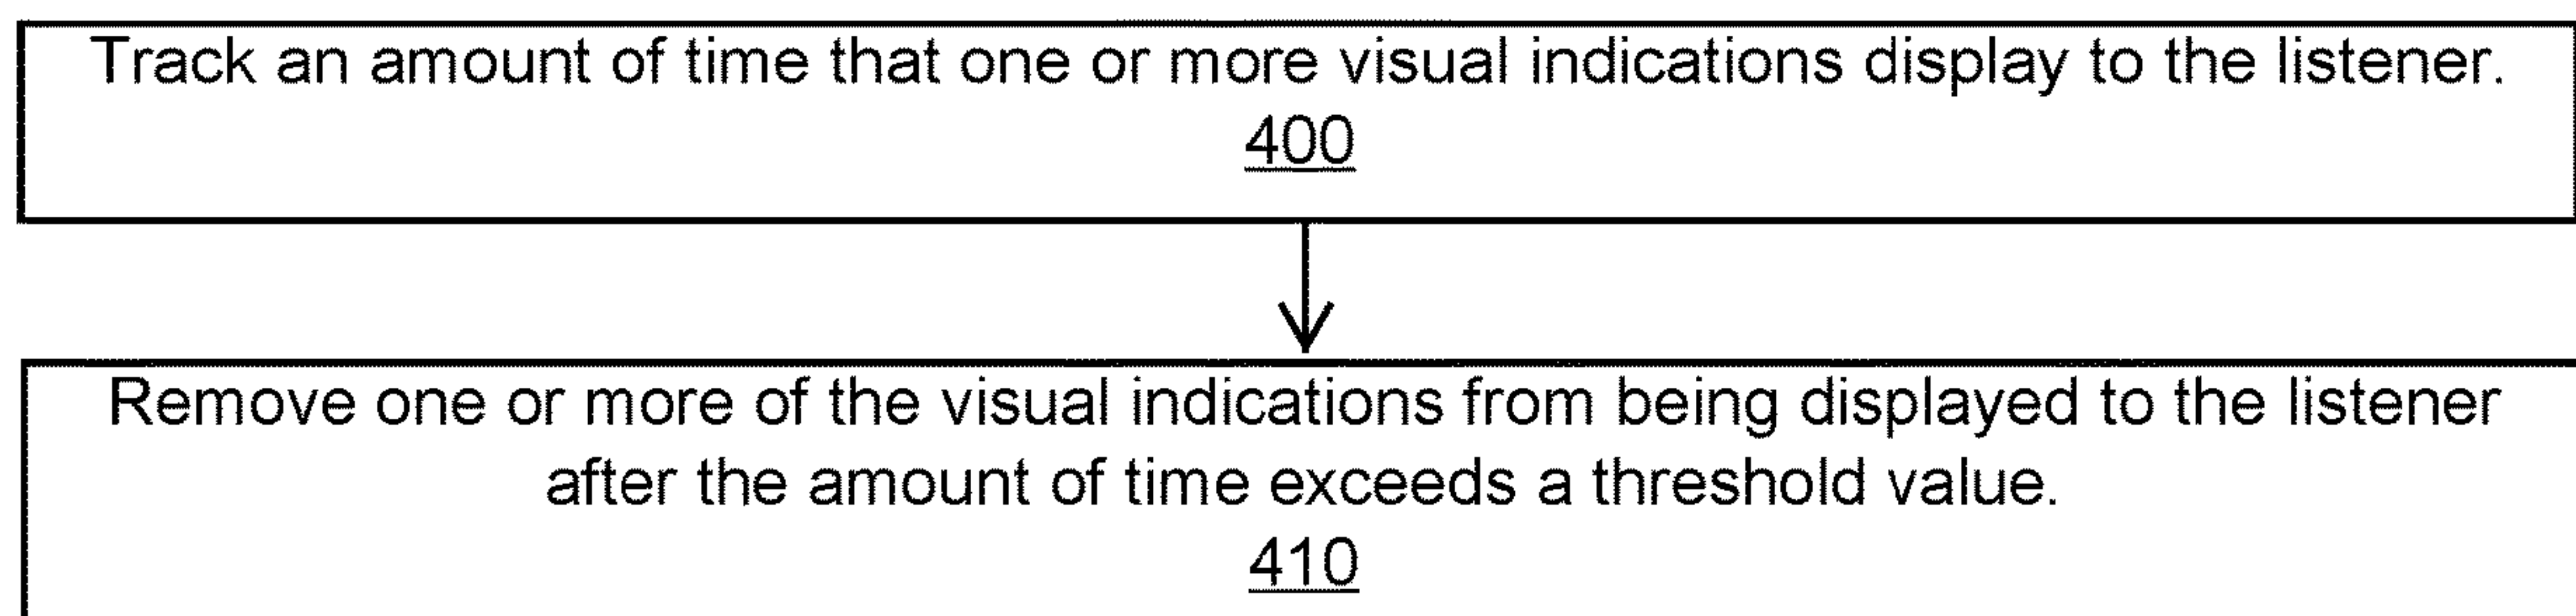 Track an amount of time that one or more visual indications display to the listener.
400
Remove one or more of the visual indications from being displayed to the listener
after the amount of time exceeds a threshold value.
410